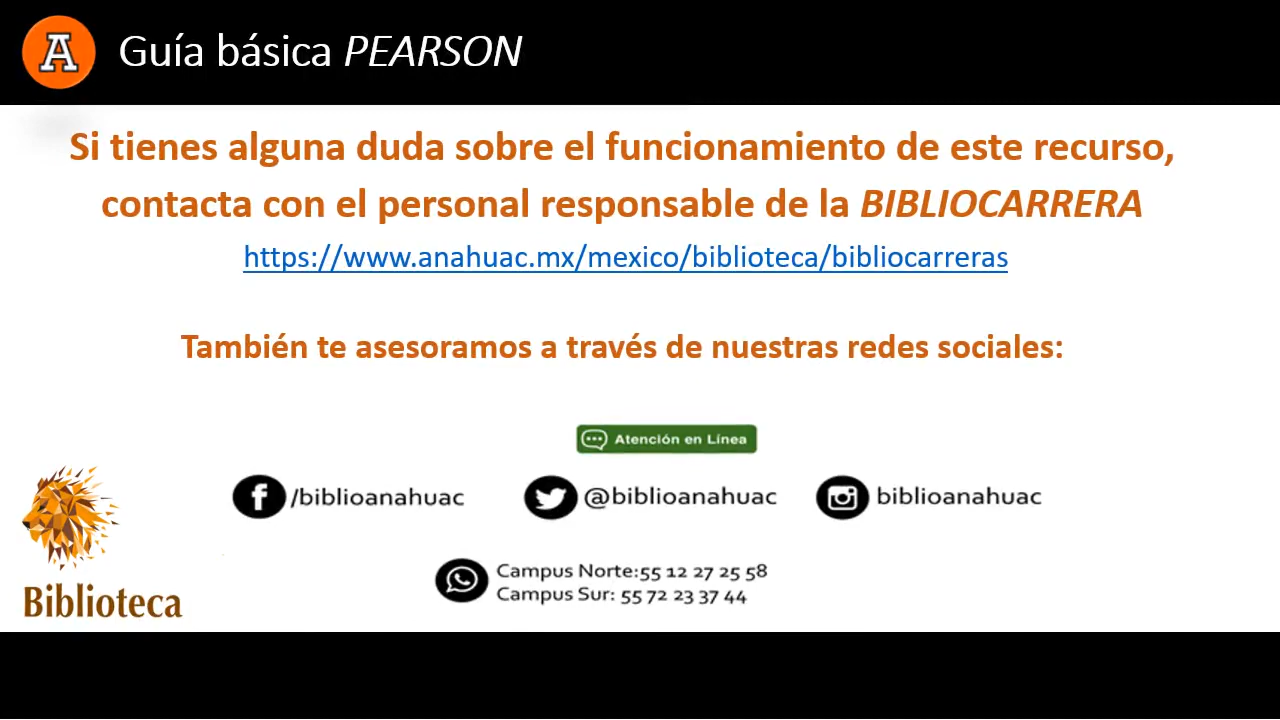 A Guía básica PEARSON
Si tienes alguna duda sobre el funcionamiento de este recurso,
contacta con el personal responsable de la BIBLIOCARRERA
https://www.anahuac.mx/mexico/biblioteca/bibliocarreras
También te asesoramos a través de nuestras redes sociales:
Atención en Línea
/biblioanahuac @biblioanahuac biblioanahuac
Campus Norte:55 12 27 25 58
Campus Sur: 55 72 23 37 44
Biblioteca